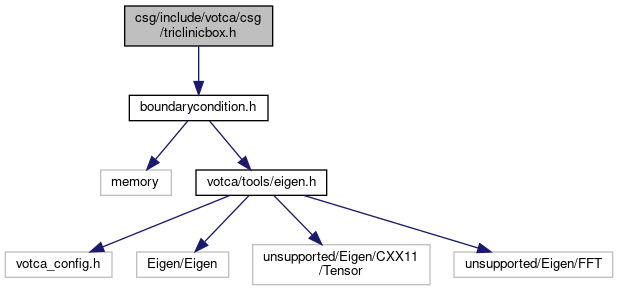 csg/include/votca/csg
/triclinicbox.h
boundarycondition.h
memory
votca/tools/eigen.h
votca_config.h
Eigen/Eigen
unsupported/Eigen/CXX11
/Tensor
unsupported/Eigen/FFT